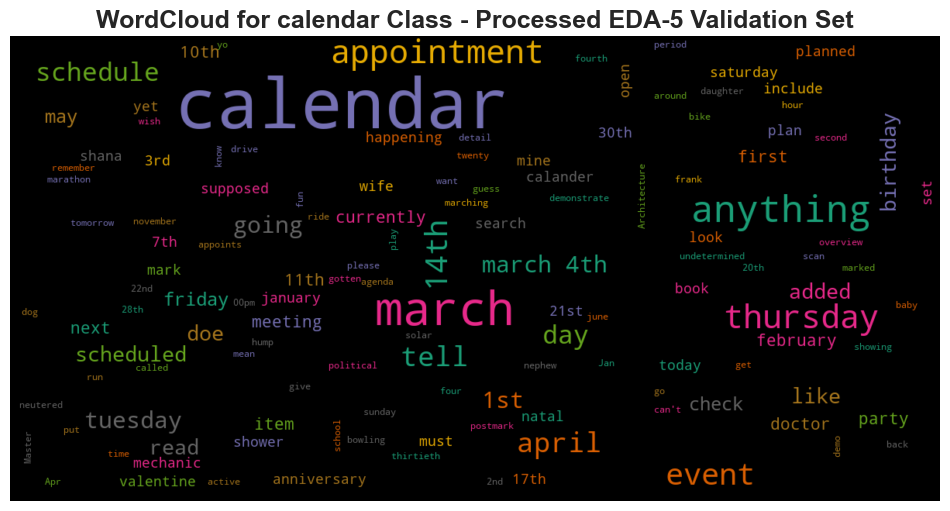 WordCloud for calendar Class - Processed EDA-5 Validation Set
10th yo appointment fourth period planned
schedule calendar open saturday include
around daughter hour
may yet wish bike
30th plan second
happening detail
shana 3rd know drive twenty mine first birthday
remember
marathon supposed fun wife want guess calander demonstrate Architecture frank set
marching
tomorrow november going ride currently search anything
7th appoints play 14th look overview
mark please march 4th undetermined scan
22nd gotten agenda 20th marked
28th friday 00pm january 11th book added baby
dog meeting march 21st june thursday
next doe hump solar day february
scheduled mean tell showing
called political nephew Jan today get
run give four go
neutered sunday 1st can't check like
tuesday item natal party
put shower school bowling postmark doctor
Master read must april demo back
time mechanic thirtieth
Apr valentine active anniversary 2nd 17th event